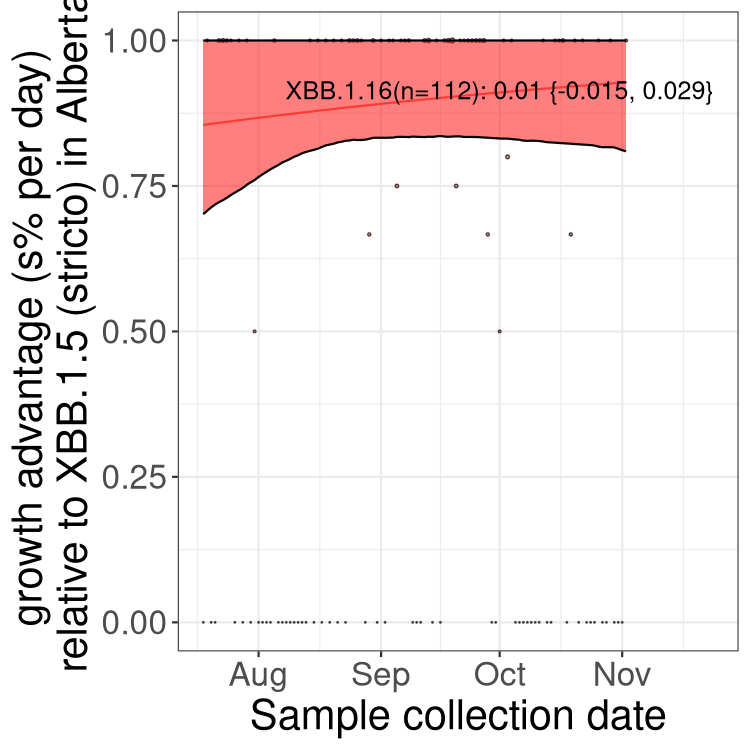 growth advantage (s% per day)
relative to XBB.1.5 (stricto) in Alberta
1.00
0.75
0.50
0.25
0.00
XBB.1.16(n=112): 0.01 {-0.015, 0.029}
Aug Sep Oct Nov
Sample collection date